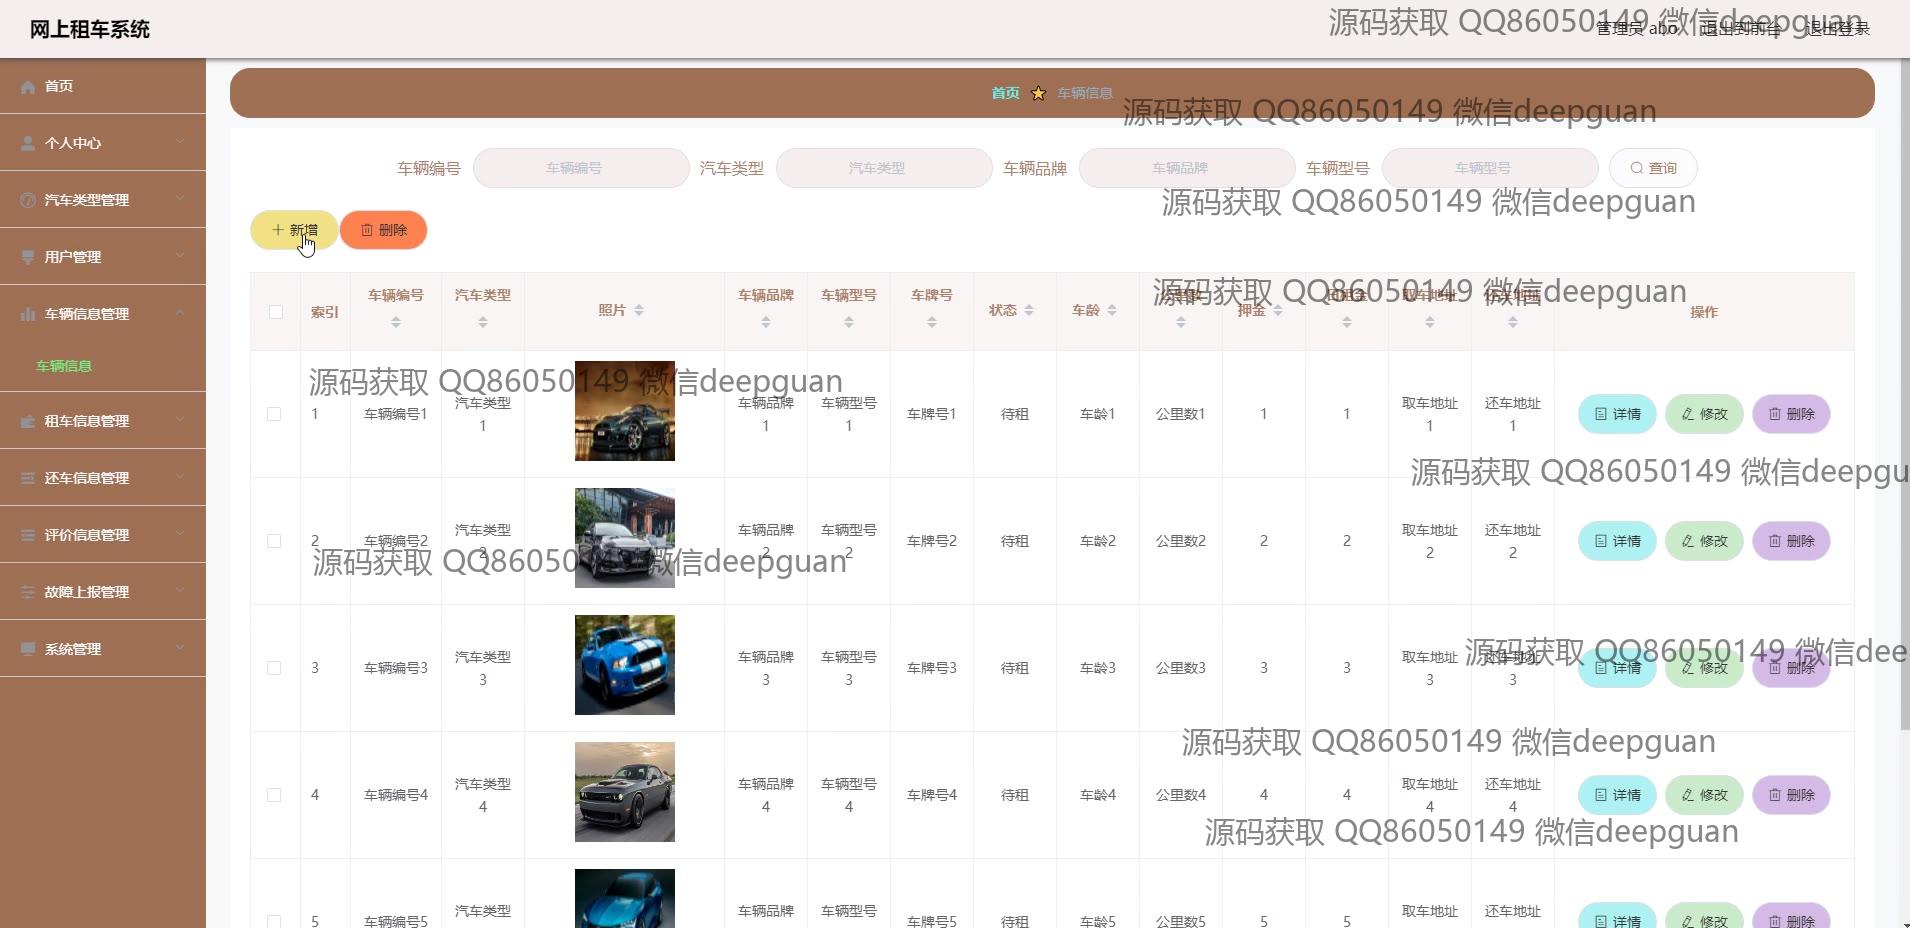 网上租车系统
管理员 abo 退出到前台 退出登录
源码获取 QQ86050149 微信deepguan
首页
个人中心
汽车类型管理
用户管理
车辆信息管理
车辆信息
租车信息管理
还车信息管理
评价信息管理
故障上报管理
系统管理
首页 车辆信息
源码获取 QQ86050149 微信deepguan
车辆编号 车辆编号 汽车类型 汽车类型 车辆品牌 车辆品牌 车辆型号 车辆型号 查询
源码获取 QQ86050149 微信deepguan
新增 删除
索引 车辆编号 汽车类型 照片 车辆品牌 车辆型号 车牌号 状态 车龄 公里数 押金 日租金 取车地址 还车地址 操作
源码获取 QQ86050149 微信deepguan
源码获取 QQ86050149 微信deepguan
1 车辆编号1 汽车类型1 车辆品牌1 车辆型号1 车牌号1 待租 车龄1 公里数1 1 1 取车地址1 还车地址1 详情 修改 删除
源码获取 QQ86050149 微信deepgu
2 车辆编号2 汽车类型2 车辆品牌2 车辆型号2 车牌号2 待租 车龄2 公里数2 2 2 取车地址2 还车地址2 详情 修改 删除
源码获取 QQ86050 微信deepguan
源码获取 QQ86050149 微信dee
3 车辆编号3 汽车类型3 车辆品牌3 车辆型号3 车牌号3 待租 车龄3 公里数3 3 3 取车地址3 还车地址3 详情 修改 删除
源码获取 QQ86050149 微信deepguan
4 车辆编号4 汽车类型4 车辆品牌4 车辆型号4 车牌号4 待租 车龄4 公里数4 4 4 取车地址4 还车地址4 详情 修改 删除
源码获取 QQ86050149 微信deepguan
5 车辆编号5 汽车类型 车辆品牌 车辆型号 车牌号5 待租 车龄5 公里数5 5 5 取车地址 还车地址 详情 修改 删除